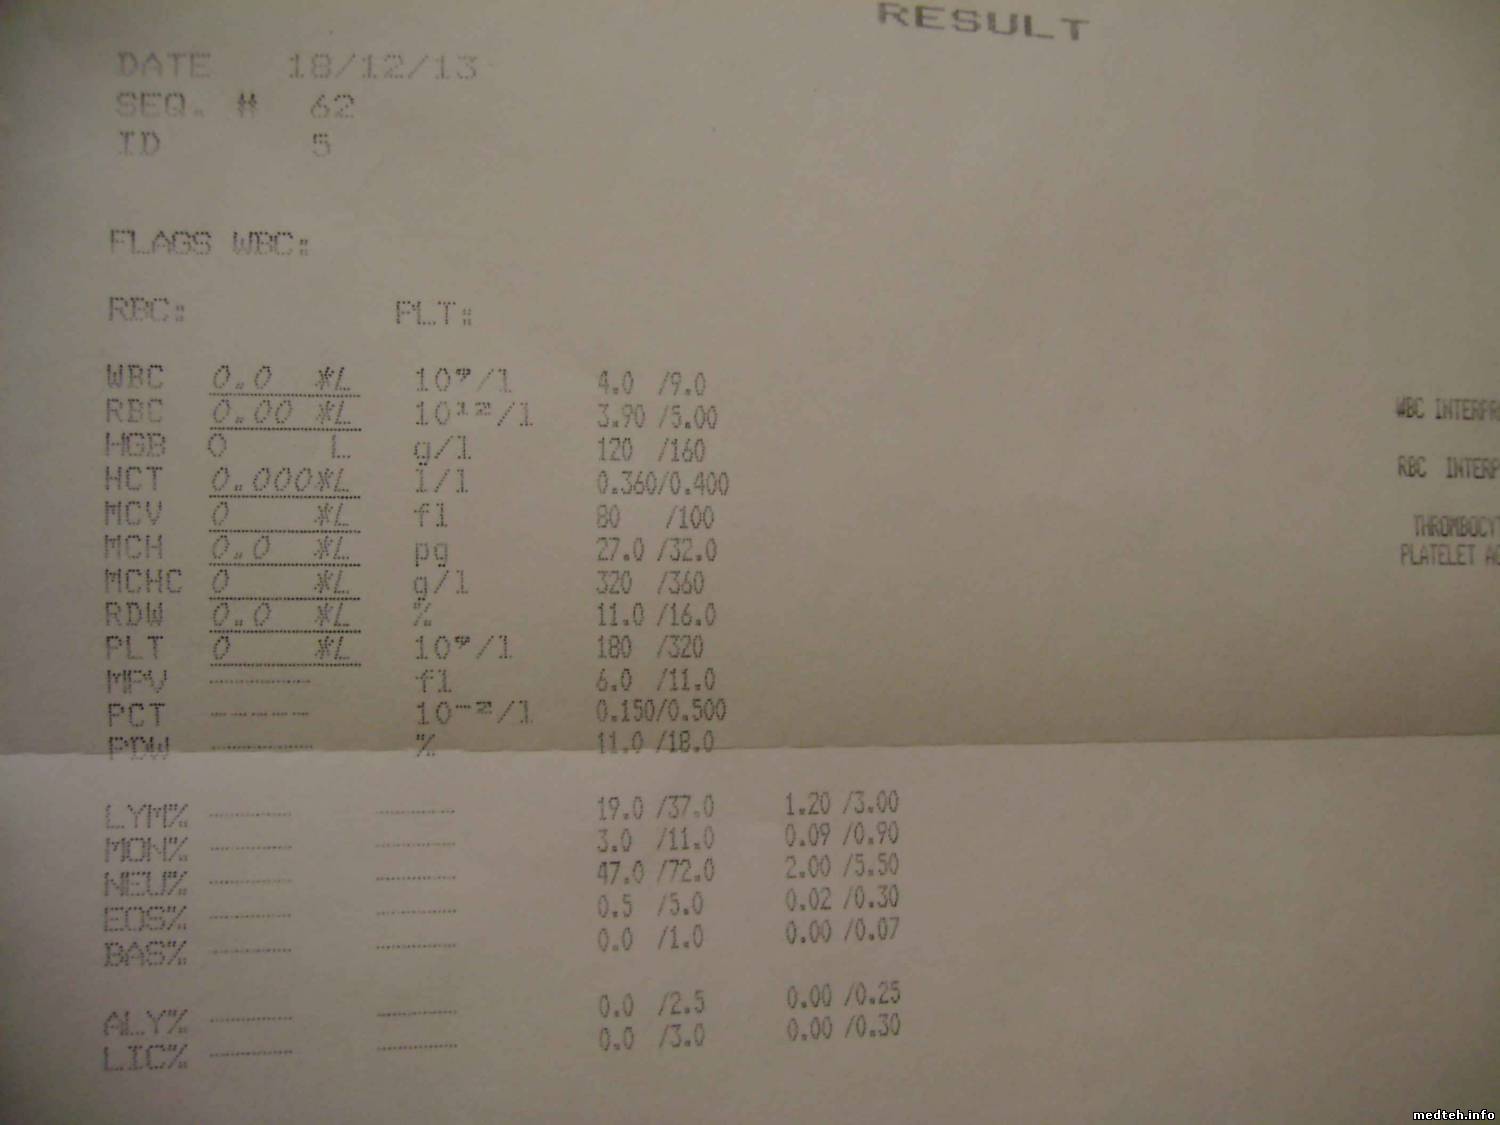 RESULT
DATE 18/12/13
SEQ. # 62
ID 5
FLAGS WBC:
RBC: PLT:
WBC 0.0 *L 10⁹/l 4.0 /9.0
RBC 0.00 *L 10¹²/l 3.90 /5.00
HGB 0 L g/l 120 /160
HCT 0.000*L l/l 0.360/0.400
MCV 0 *L fl 80 /100
MCH 0.0 *L pg 27.0 /32.0
MCHC 0 *L g/l 320 /360
RDW 0.0 *L % 11.0 /16.0
PLT 0 *L 10⁹/l 180 /320
MPV ----- fl 6.0 /11.0
PCT ----- 10⁻²/l 0.150/0.500
PDW ----- % 11.0 /18.0
LYM% ----- ----- 19.0 /37.0 1.20 /3.00
MON% ----- ----- 3.0 /11.0 0.09 /0.90
NEU% ----- ----- 47.0 /72.0 2.00 /5.50
EOS% ----- ----- 0.5 /5.0 0.02 /0.30
BAS% ----- ----- 0.0 /1.0 0.00 /0.07
ALY% ----- ----- 0.0 /2.5 0.00 /0.25
LIC% ----- ----- 0.0 /3.0 0.00 /0.30
WBC INTERPR
RBC INTERP
THROMBOCYT
PLATELET AG
medteh.info